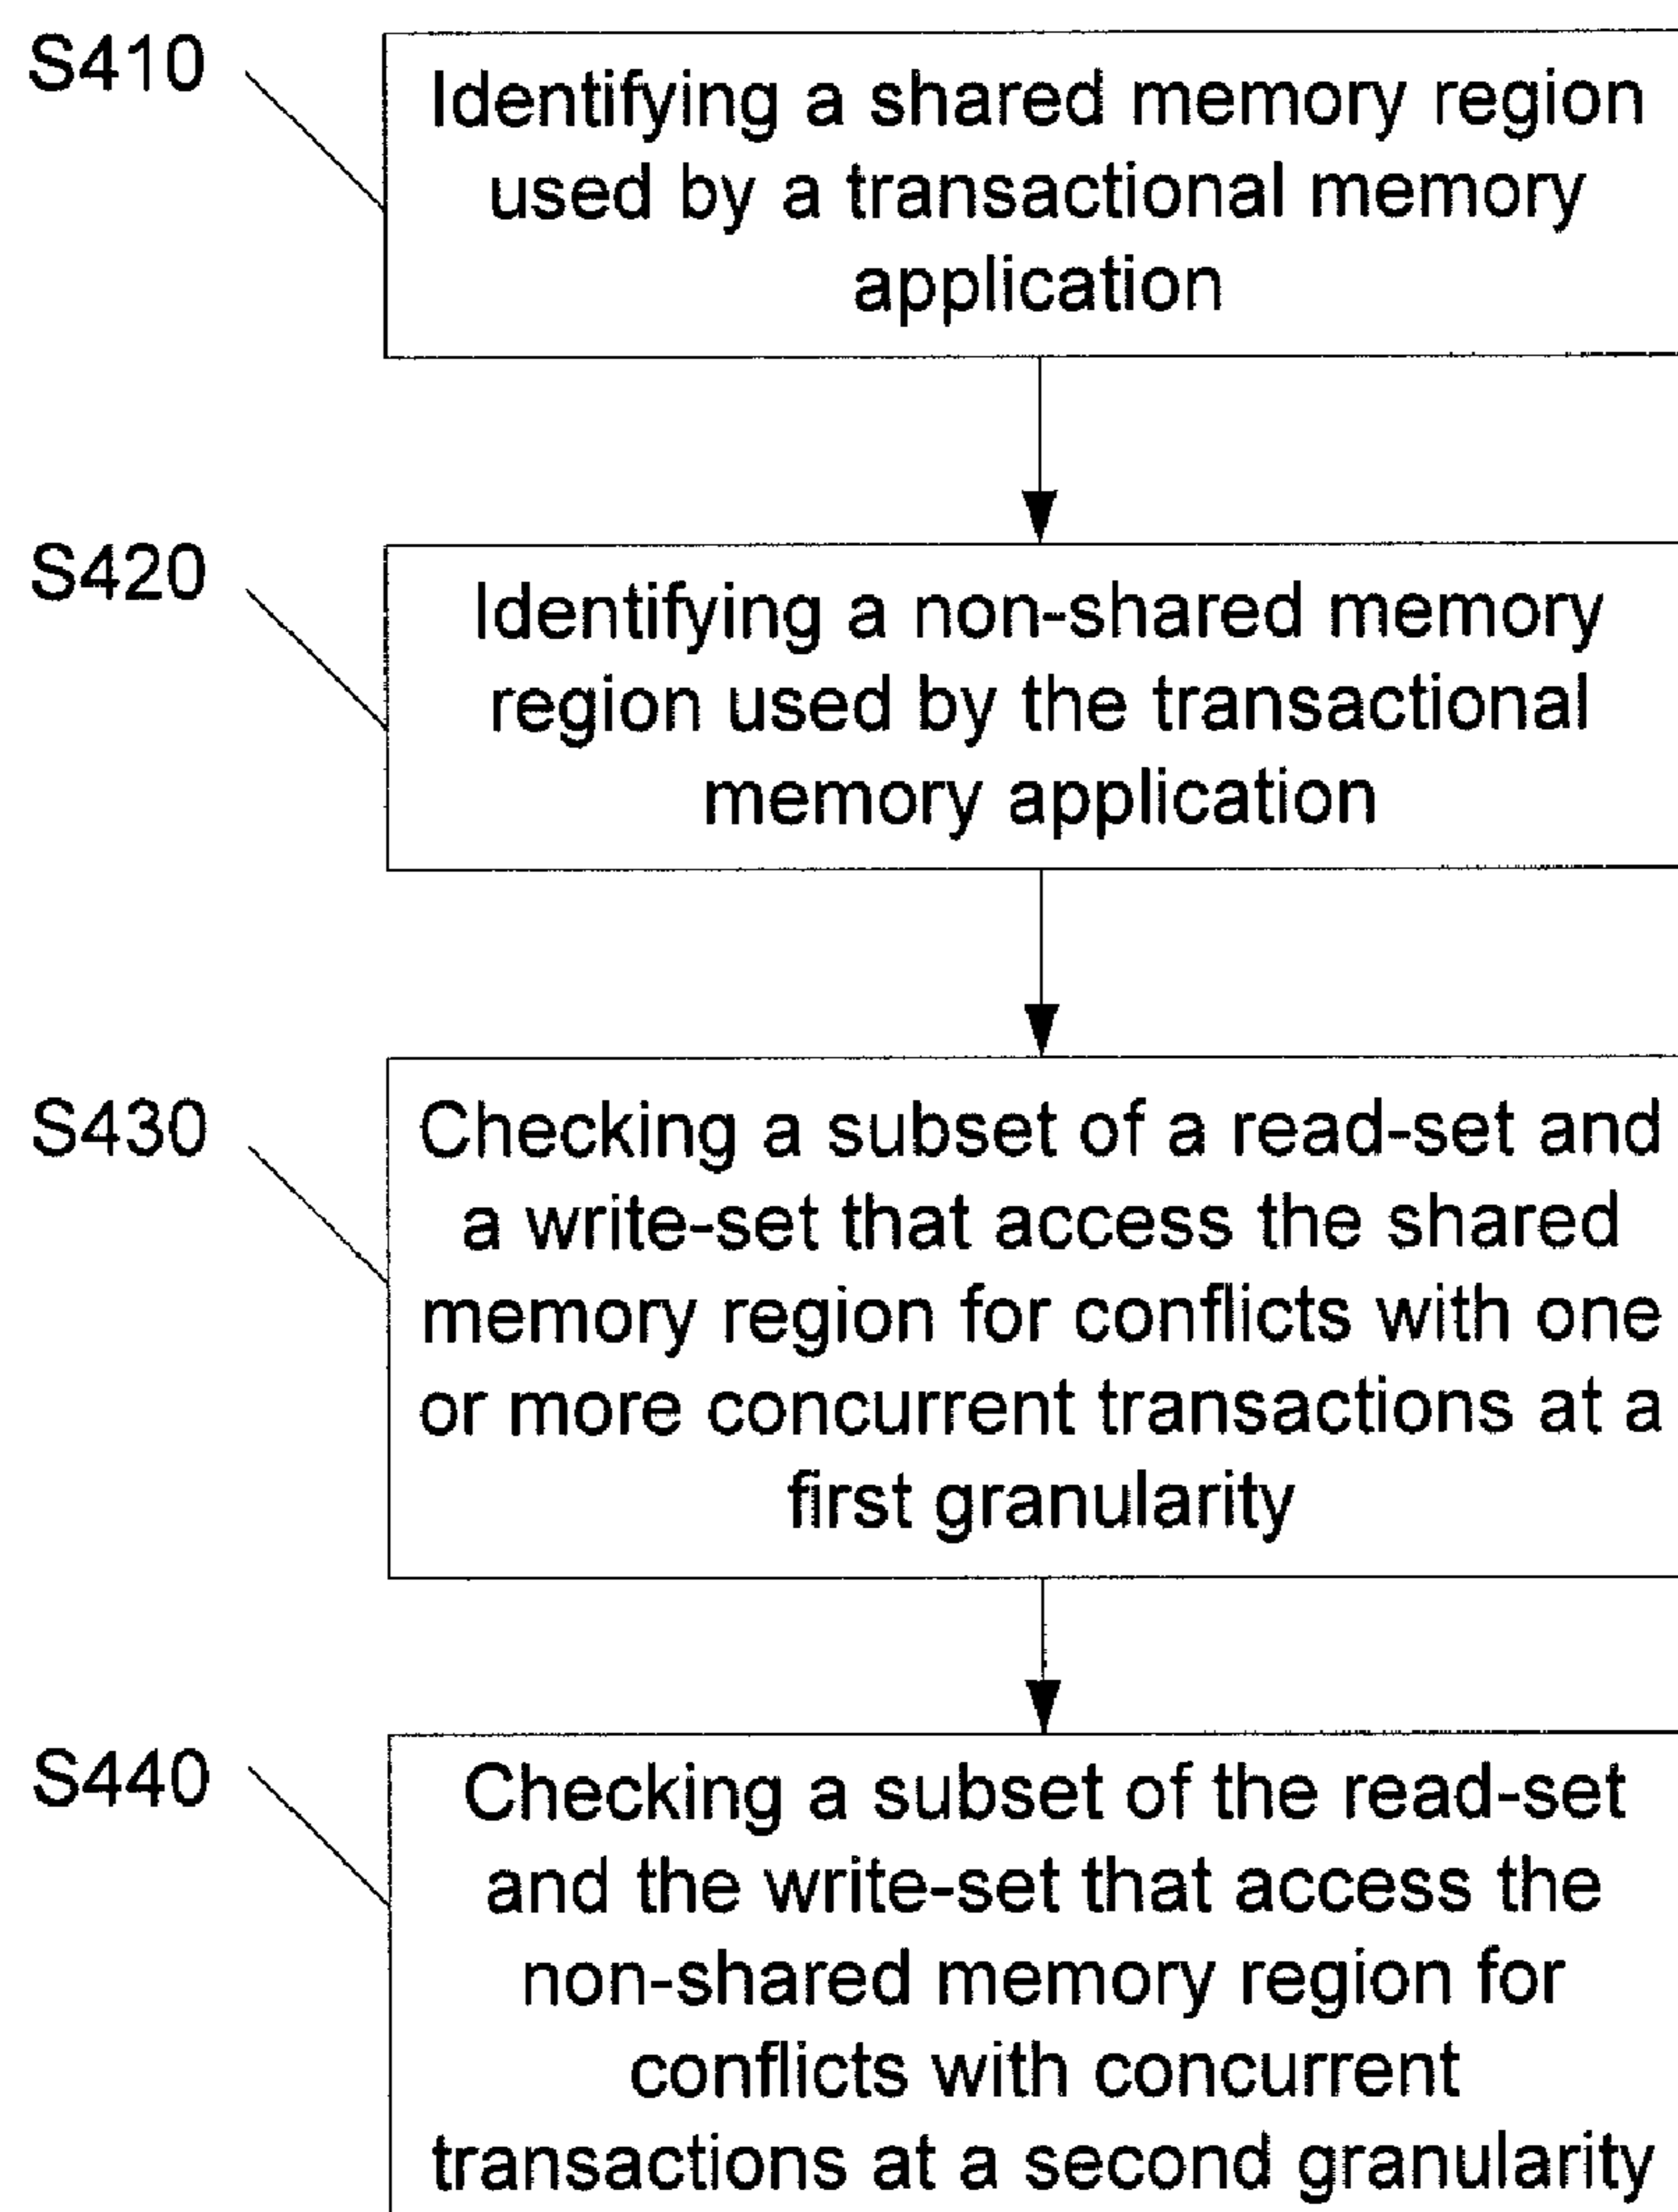 S410
Identifying a shared memory region
used by a transactional memory
application
S420
Identifying a non-shared memory
region used by the transactional
memory application
S430
Checking a subset of a read-set and
a write-set that access the shared
memory region for conflicts with one
or more concurrent transactions at a
first granularity
S440
Checking a subset of the read-set
and the write-set that access the
non-shared memory region for
conflicts with concurrent
transactions at a second granularity